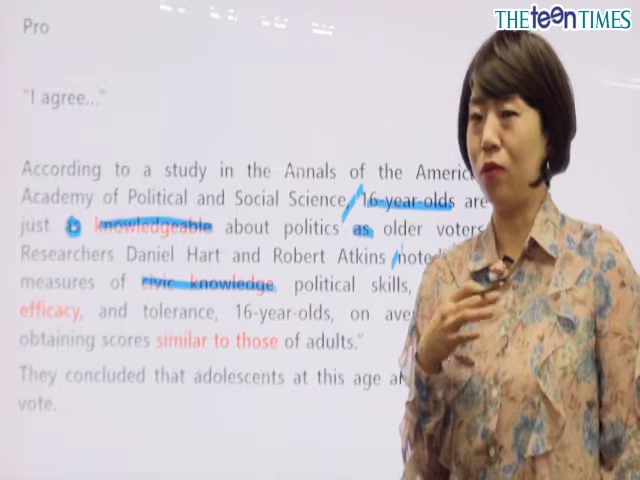 THE teen TIMES
Pro
"I agree..."
According to a study in the Annals of the Americ
Academy of Political and Social Science, 16-year-olds are
just as knowledgeable about politics as older voters
Researchers Daniel Hart and Robert Atkins noted
measures of civic knowledge political skills,
efficacy, and tolerance, 16-year-olds, on ave
obtaining scores similar to those of adults."
They concluded that adolescents at this age a
vote.